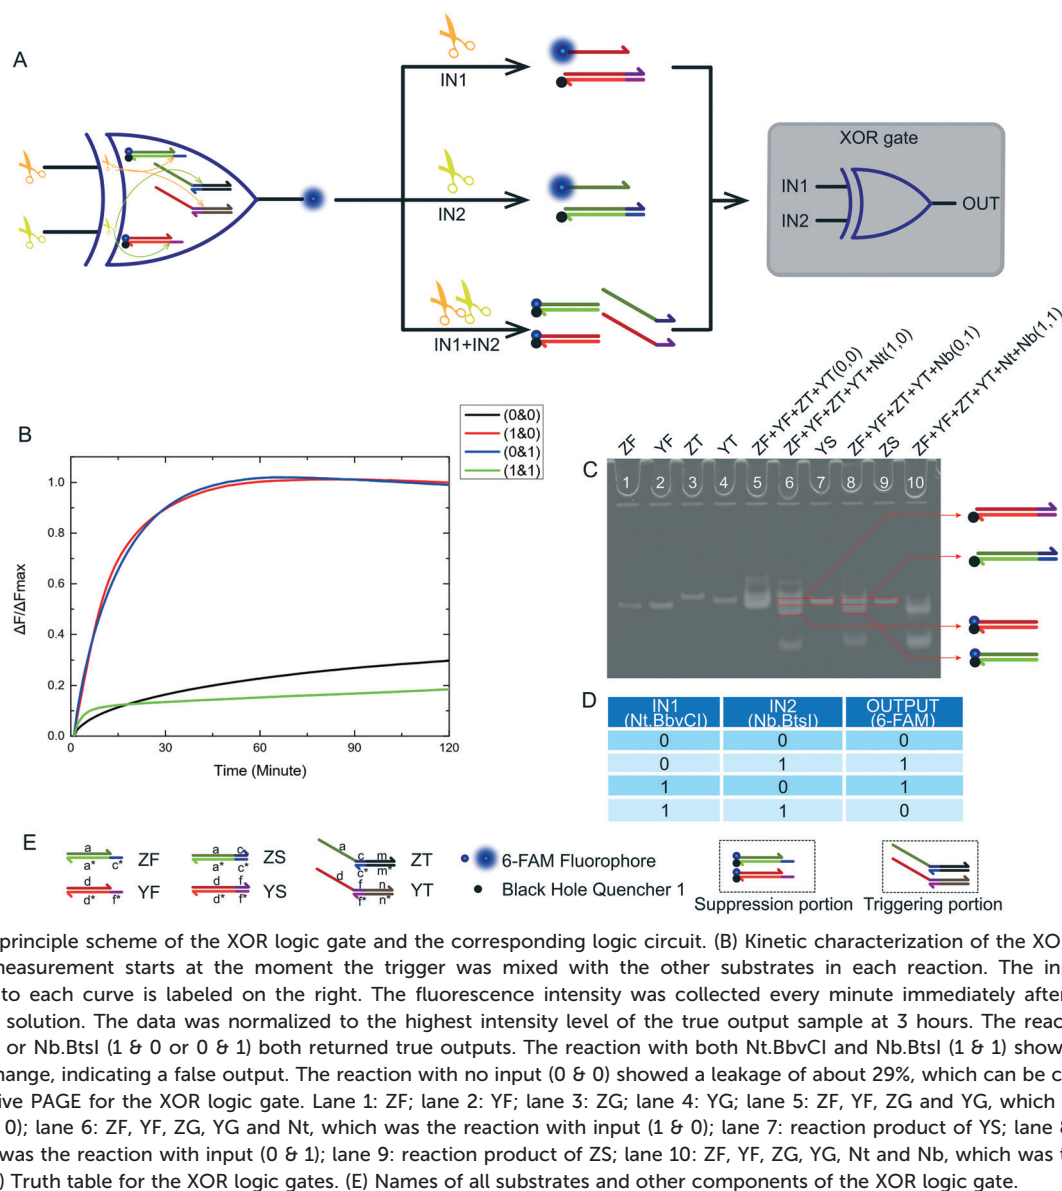 A
IN1
IN2
IN1+IN2
XOR gate
IN1
IN2
OUT
B
(0&0)
(1&0)
(0&1)
(1&1)
ΔF/ΔFmax
1.0
0.8
0.6
0.4
0.2
0.0
0
30
60
90
120
Time (Minute)
C
ZF
YF
ZT
YT
ZF+YF+ZT+YT(0,0)
ZF+YF+ZT+YT+Nt(1,0)
YS
ZF+YF+ZT+YT+Nb(0,1)
ZS
ZF+YF+ZT+YT+Nt+Nb(1,1)
1 2 3 4 5 6 7 8 9 10
D
IN1 (Nt.BbvCI) IN2 (Nb.BtsI) OUTPUT (6-FAM)
0 0 0
0 1 1
1 0 1
1 1 0
E
a
a* c*
ZF
a c
a* c*
ZS
a
c m
c* m*
ZT
d
d* f*
YF
d f
d* f*
YS
d
f n
f* n*
YT
6-FAM Fluorophore
Black Hole Quencher 1
Suppression portion
Triggering portion
principle scheme of the XOR logic gate and the corresponding logic circuit. (B) Kinetic characterization of the XO
neasurement starts at the moment the trigger was mixed with the other substrates in each reaction. The in
to each curve is labeled on the right. The fluorescence intensity was collected every minute immediately after
solution. The data was normalized to the highest intensity level of the true output sample at 3 hours. The reac
or Nb.BtsI (1 & 0 or 0 & 1) both returned true outputs. The reaction with both Nt.BbvCI and Nb.BtsI (1 & 1) show
hange, indicating a false output. The reaction with no input (0 & 0) showed a leakage of about 29%, which can be c
ive PAGE for the XOR logic gate. Lane 1: ZF; lane 2: YF; lane 3: ZG; lane 4: YG; lane 5: ZF, YF, ZG and YG, which
0); lane 6: ZF, YF, ZG, YG and Nt, which was the reaction with input (1 & 0); lane 7: reaction product of YS; lane 8
was the reaction with input (0 & 1); lane 9: reaction product of ZS; lane 10: ZF, YF, ZG, YG, Nt and Nb, which was t
) Truth table for the XOR logic gates. (E) Names of all substrates and other components of the XOR logic gate.